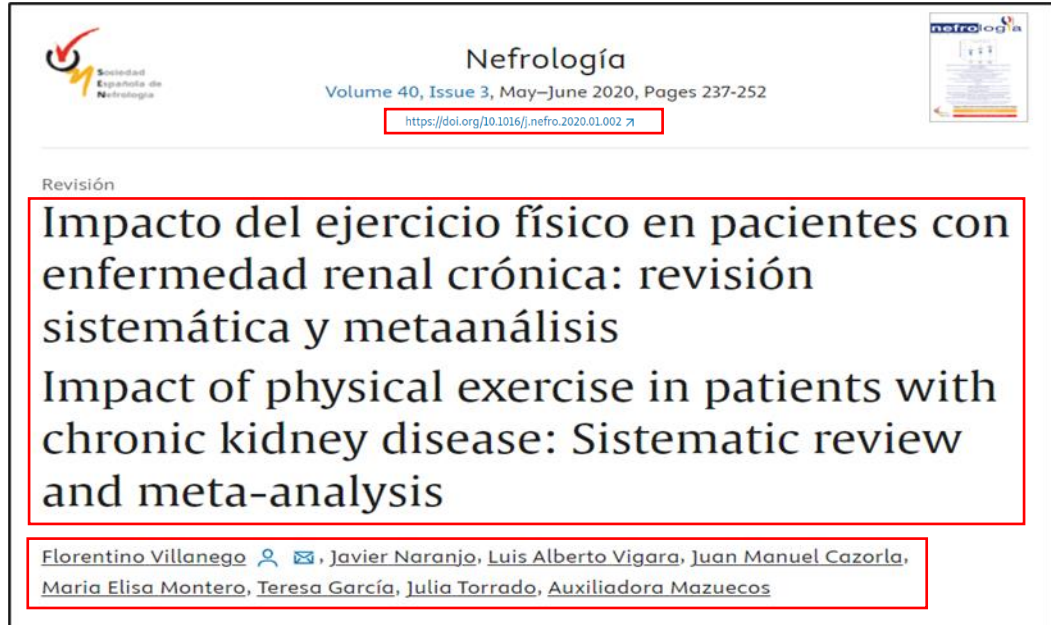 Sociedad
Española de
Nefrología
Nefrología
Volume 40, Issue 3, May–June 2020, Pages 237-252
https://doi.org/10.1016/j.nefro.2020.01.002
nefrología
Revisión
Impacto del ejercicio físico en pacientes con
enfermedad renal crónica: revisión
sistemática y metaanálisis
Impact of physical exercise in patients with
chronic kidney disease: Sistematic review
and meta-analysis
Florentino Villanego, Javier Naranjo, Luis Alberto Vigara, Juan Manuel Cazorla,
Maria Elisa Montero, Teresa García, Julia Torrado, Auxiliadora Mazuecos